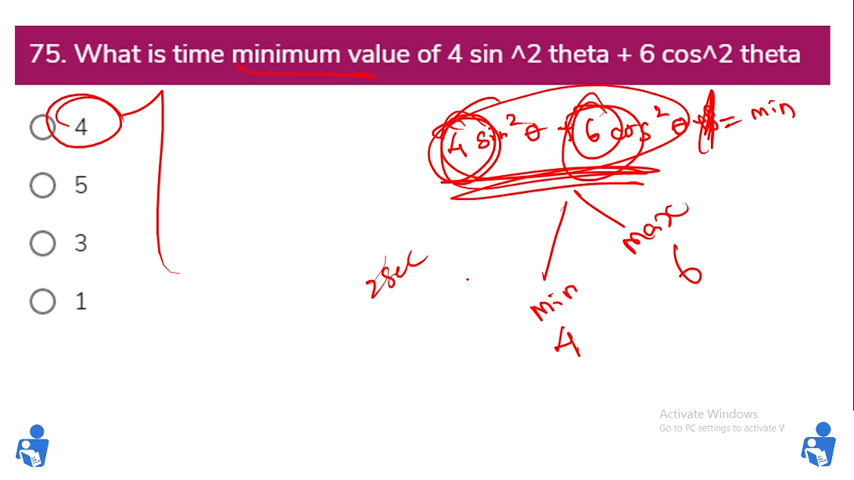 75. What is time minimum value of 4 sin ^2 theta + 6 cos^2 theta
4
5
3
1
4 sin²θ + 6 cos²θ = min
max
6
2sec
min
4
Activate Windows
Go to PC settings to activate W